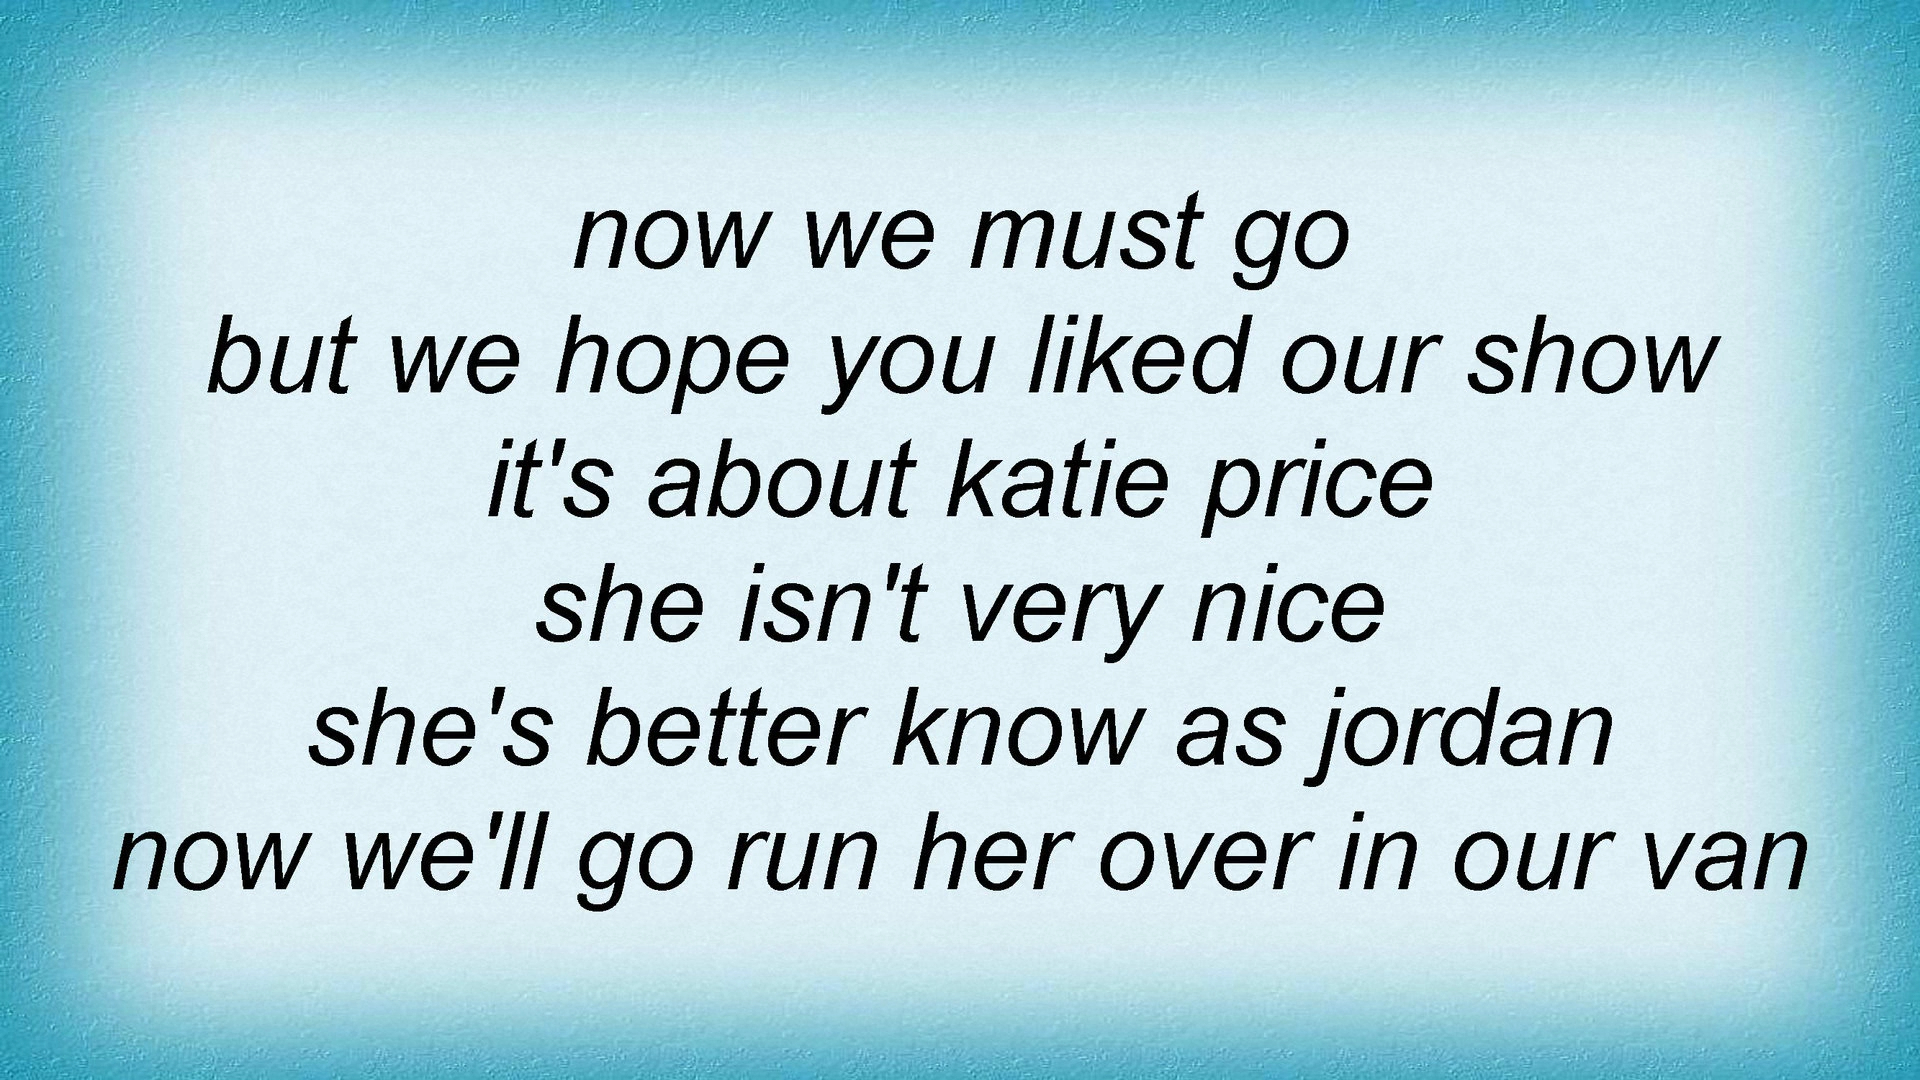 now we must go
but we hope you liked our show
it's about katie price
she isn't very nice
she's better know as jordan
now we'll go run her over in our van